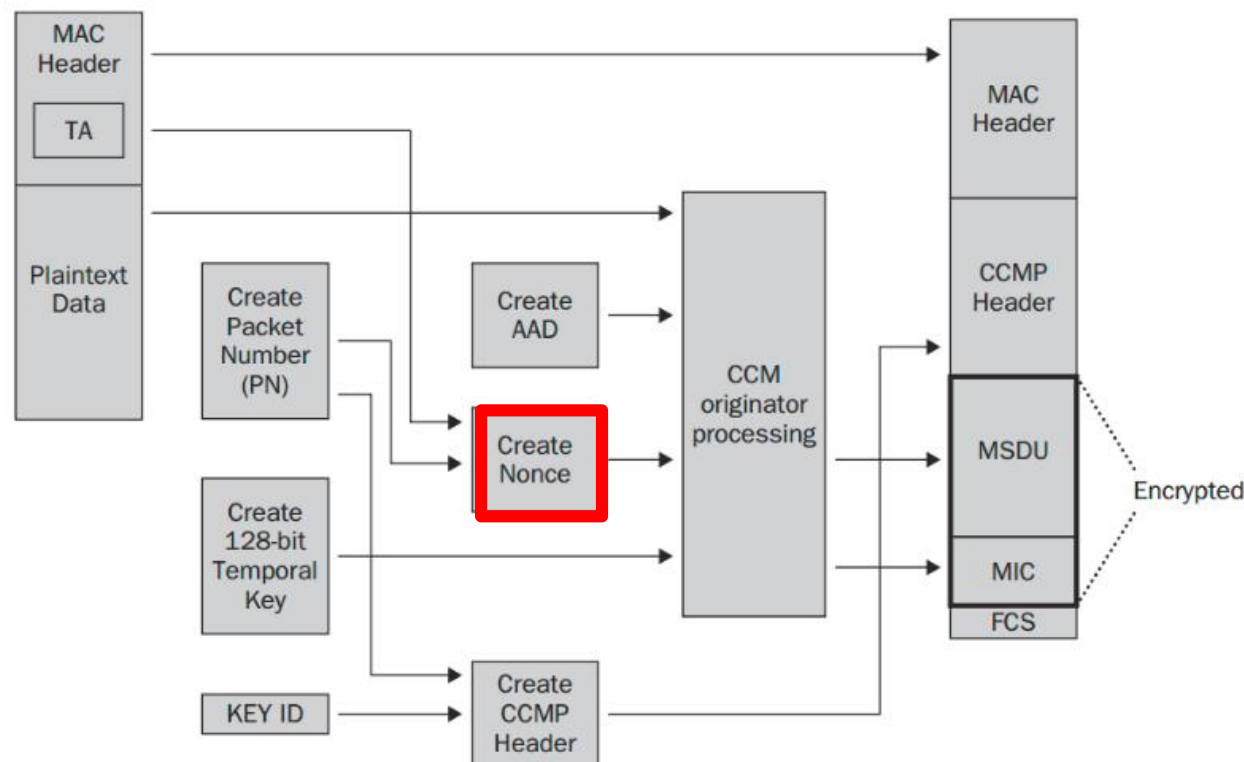 MAC
Header
TA
Plaintext
Data
Create
Packet
Number
(PN)
Create
128-bit
Temporal
Key
KEY ID
Create
AAD
Create
Nonce
Create
CCMP
Header
CCM
originator
processing
MAC
Header
CCMP
Header
MSDU
MIC
FCS
Encrypted